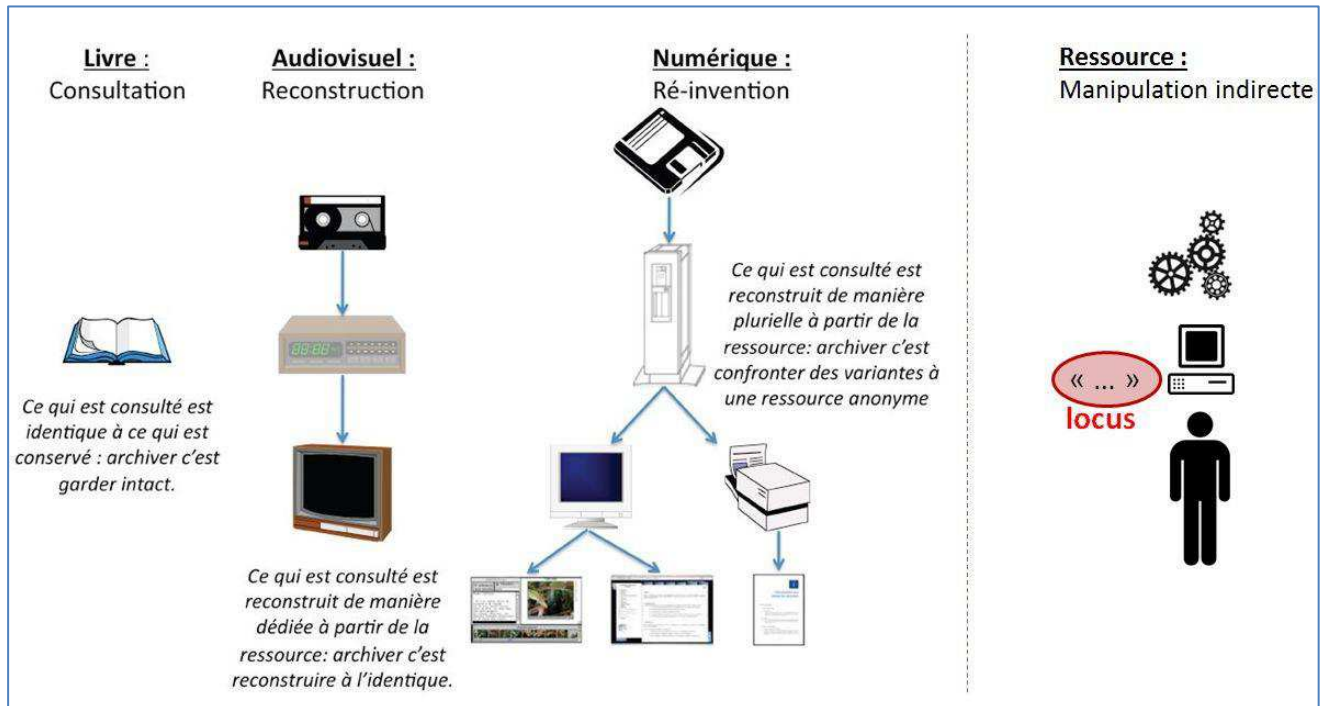 Livre :
Consultation
Ce qui est consulté est
identique à ce qui est
conservé : archiver c’est
garder intact.
Audiovisuel :
Reconstruction
Ce qui est consulté est
reconstruit de manière
dédiée à partir de la
ressource: archiver c’est
reconstruire à l’identique.
Numérique :
Ré-invention
Ce qui est consulté est
reconstruit de manière
plurielle à partir de la
ressource: archiver c’est
confronter des variantes à
une ressource anonyme
Ressource :
Manipulation indirecte
« ... »
locus